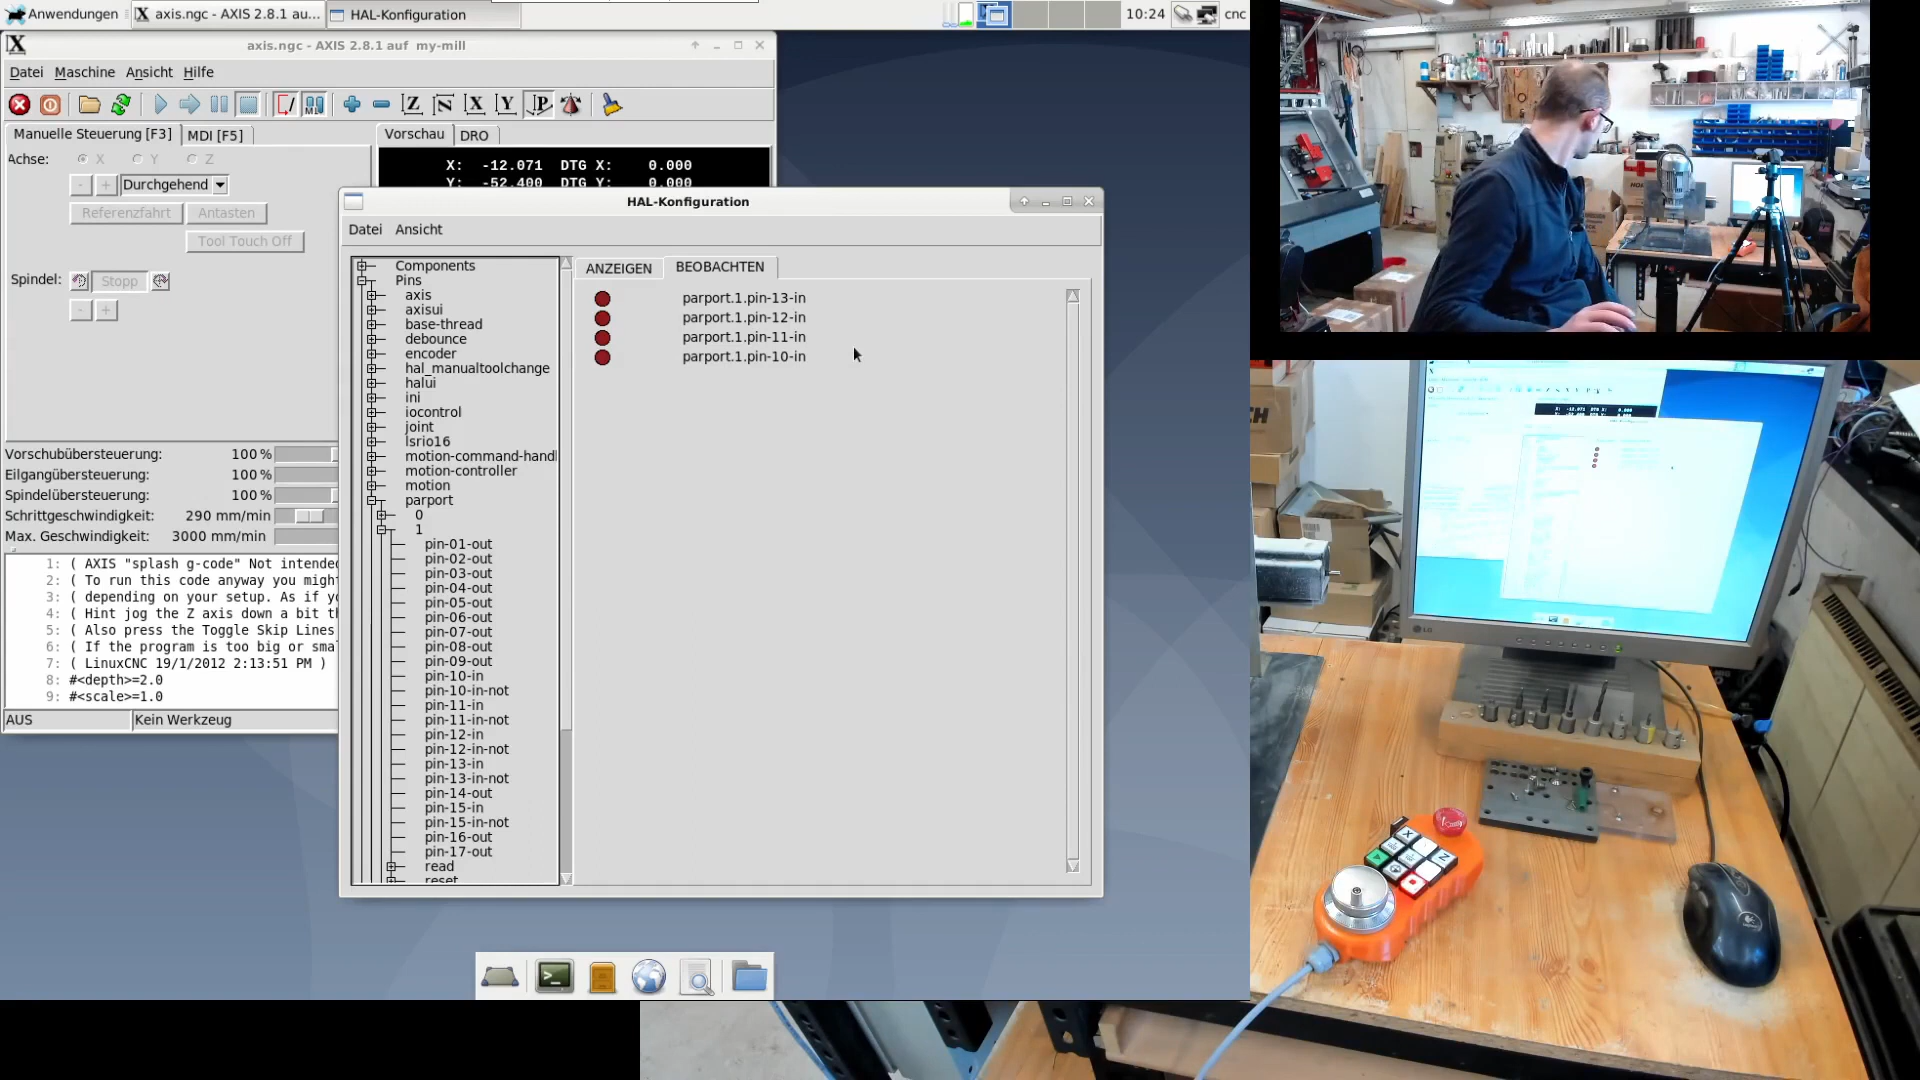 Anwendungen
axis.ngc - AXIS 2.8.1 au...
HAL-Konfiguration
10:24
cnc
axis.ngc - AXIS 2.8.1 auf my-mill
Datei Maschine Ansicht Hilfe
Manuelle Steuerung [F3]
MDI [F5]
Vorschau
DRO
Achse:
X
Y
Z
X: -12.071 DTG X: 0.000
Y: -52.400 DTG Y: 0.000
-
+
Durchgehend
Referenzfahrt
Antasten
Tool Touch Off
Spindel:
Stopp
-
+
Vorschubübersteuerung: 100 %
Eilgangübersteuerung: 100 %
Spindelübersteuerung: 100 %
Schrittgeschwindigkeit: 290 mm/min
Max. Geschwindigkeit: 3000 mm/min
1: ( AXIS "splash g-code" Not intende
2: ( To run this code anyway you migh
3: ( depending on your setup. As if y
4: ( Hint jog the Z axis down a bit t
5: ( Also press the Toggle Skip Lines
6: ( If the program is too big or sma
7: ( LinuxCNC 19/1/2012 2:13:51 PM )
8: #<depth>=2.0
9: #<scale>=1.0
AUS
Kein Werkzeug
HAL-Konfiguration
Datei Ansicht
Components
Pins
axis
axisui
base-thread
debounce
encoder
hal_manualtoolchange
halui
ini
iocontrol
joint
lsrio16
motion-command-handl
motion-controller
motion
parport
0
1
pin-01-out
pin-02-out
pin-03-out
pin-04-out
pin-05-out
pin-06-out
pin-07-out
pin-08-out
pin-09-out
pin-10-in
pin-10-in-not
pin-11-in
pin-11-in-not
pin-12-in
pin-12-in-not
pin-13-in
pin-13-in-not
pin-14-out
pin-15-in
pin-15-in-not
pin-16-out
pin-17-out
read
reset
ANZEIGEN
BEOBACHTEN
parport.1.pin-13-in
parport.1.pin-12-in
parport.1.pin-11-in
parport.1.pin-10-in
LG
X
Z